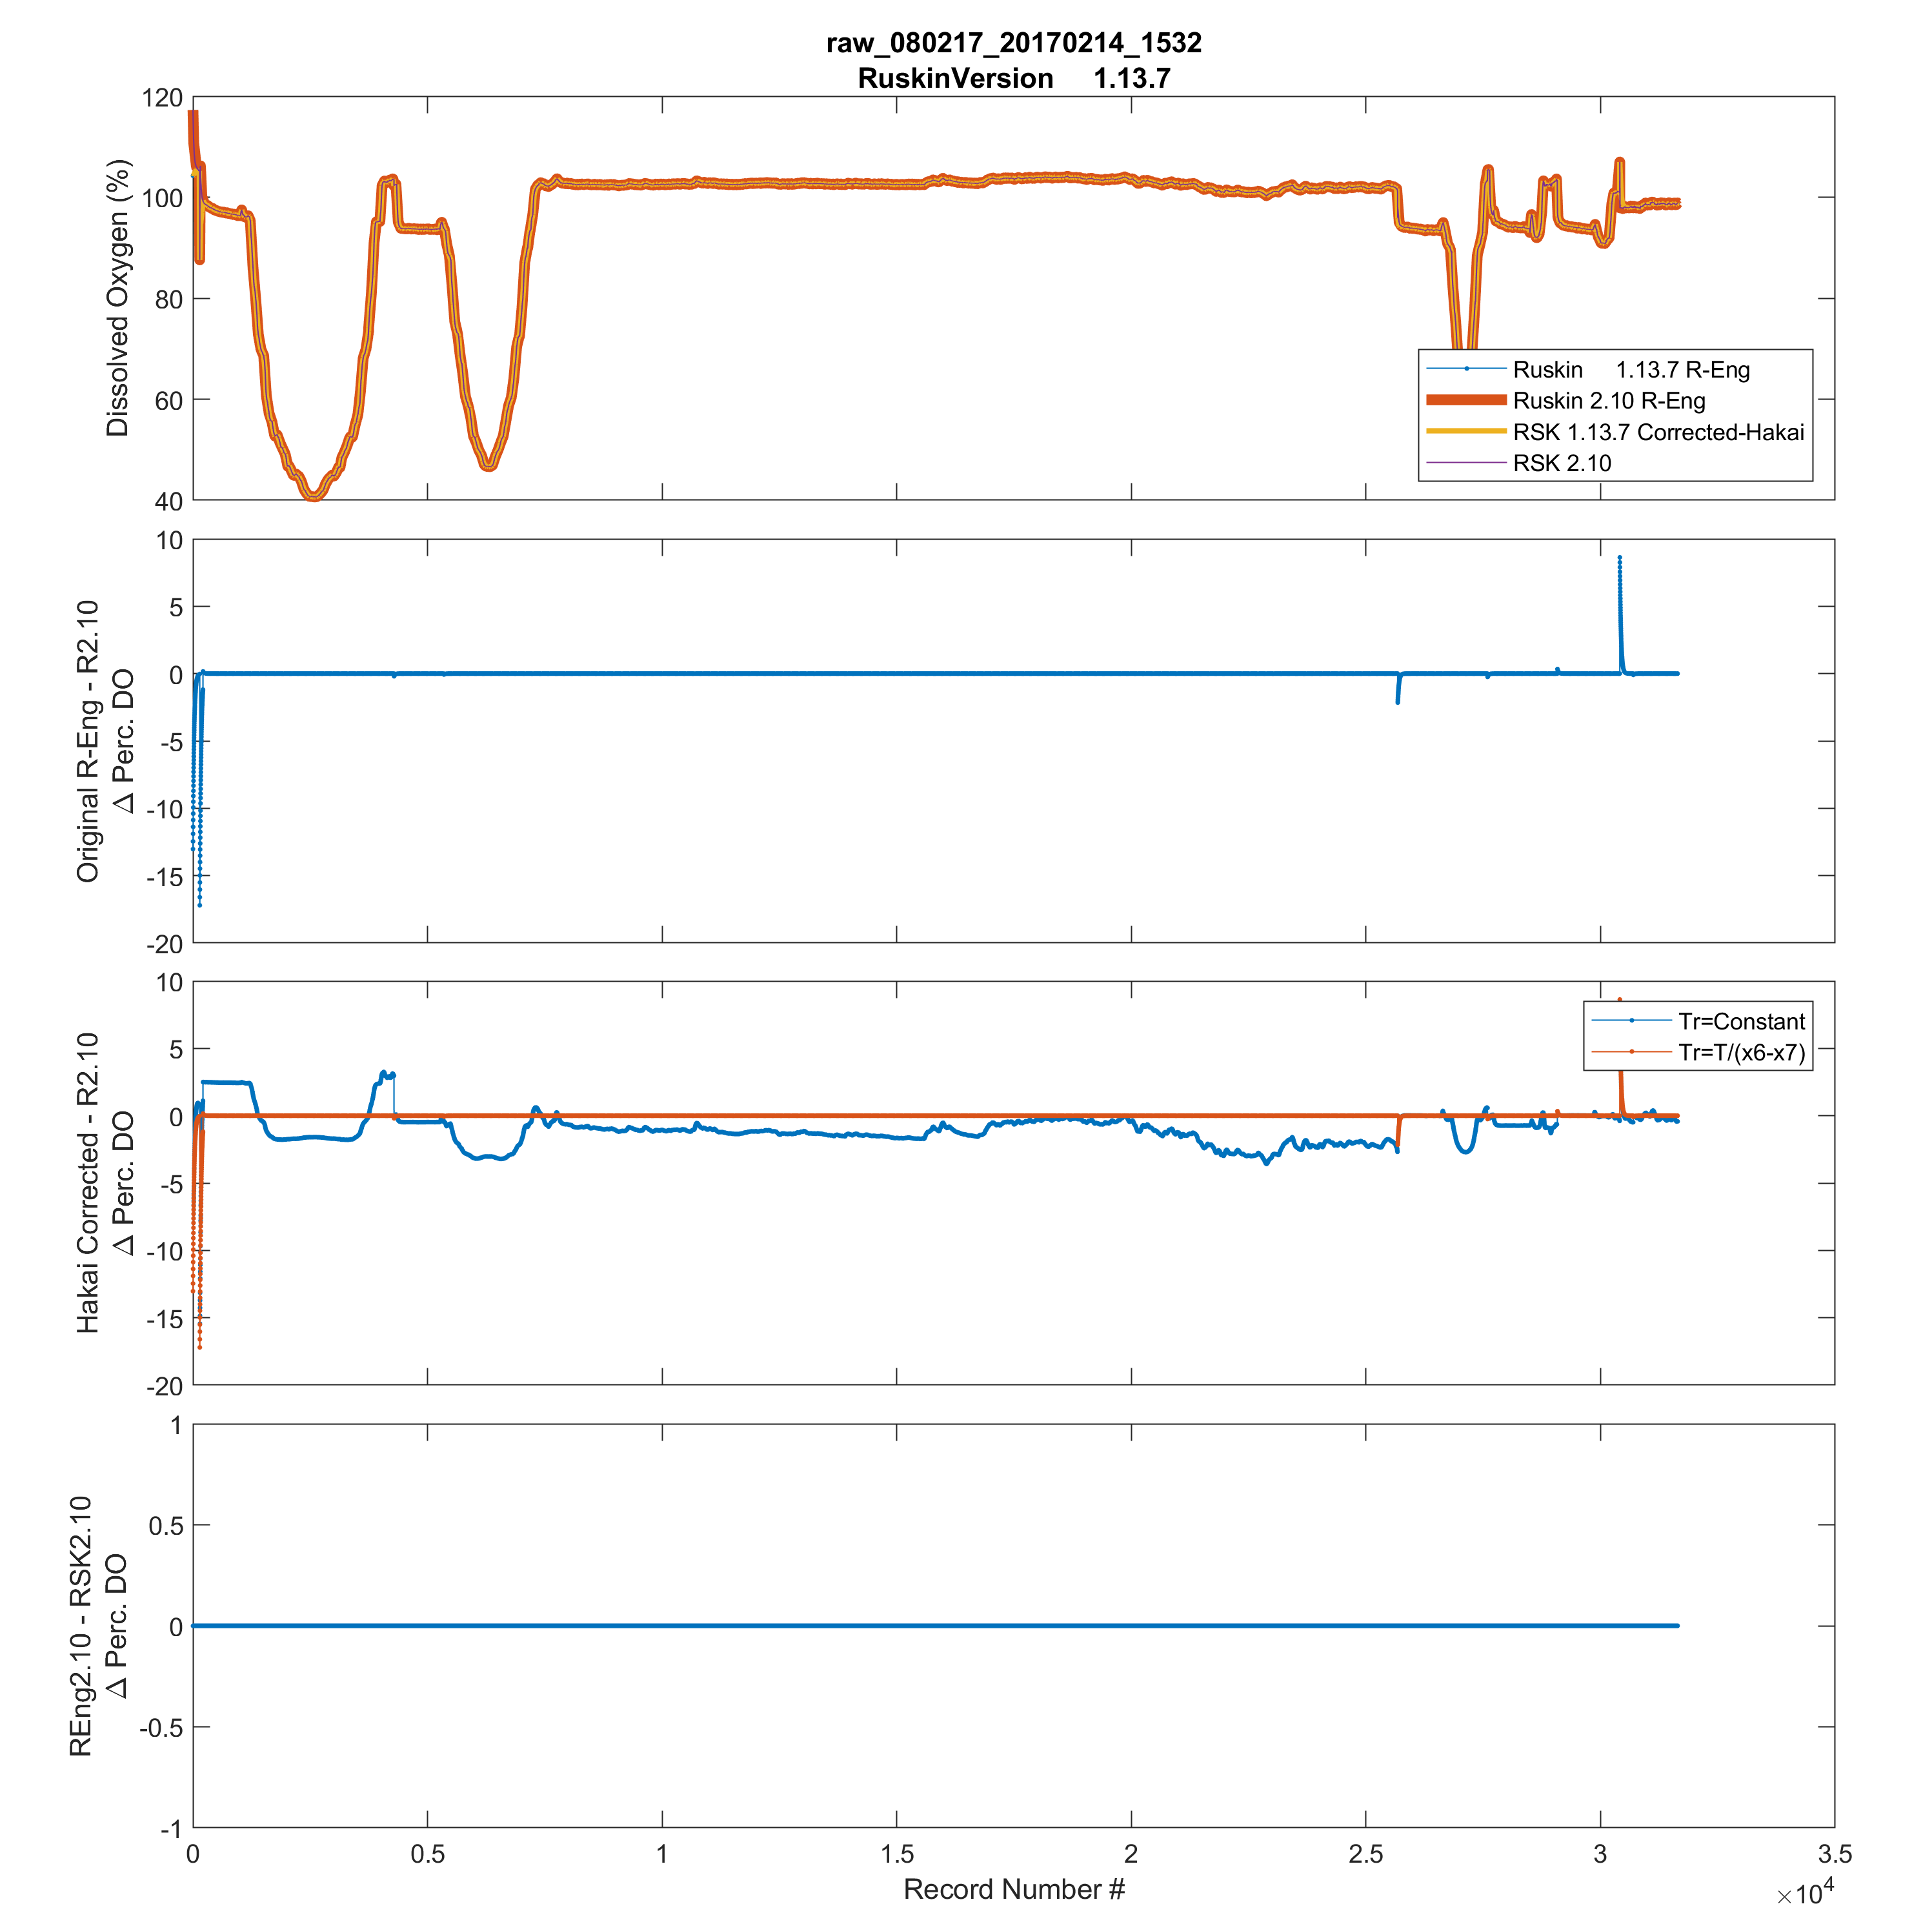 raw_080217_20170214_1532
RuskinVersion 1.13.7
120
100
80
60
40
Dissolved Oxygen (%)
Ruskin 1.13.7 R-Eng
Ruskin 2.10 R-Eng
RSK 1.13.7 Corrected-Hakai
RSK 2.10
10
5
0
-5
-10
-15
-20
Original R-Eng - R2.10
Δ Perc. DO
10
5
0
-5
-10
-15
-20
Hakai Corrected - R2.10
Δ Perc. DO
Tr=Constant
Tr=T/(x6-x7)
1
0.5
0
-0.5
-1
REng2.10 - RSK2.10
Δ Perc. DO
0 0.5 1 1.5 2 2.5 3 3.5
Record Number #
×10⁴